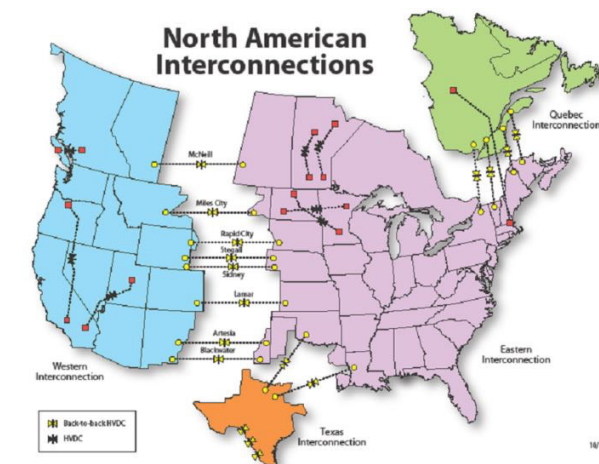 North American
Interconnections
Quebec
Interconnection
McNeill
Miles City
Rapid City
Stegall
Sidney
Lamar
Artesia
Blackwater
Western
Interconnection
Eastern
Interconnection
Texas
Interconnection
Back-to-back HVDC
HVDC
10/